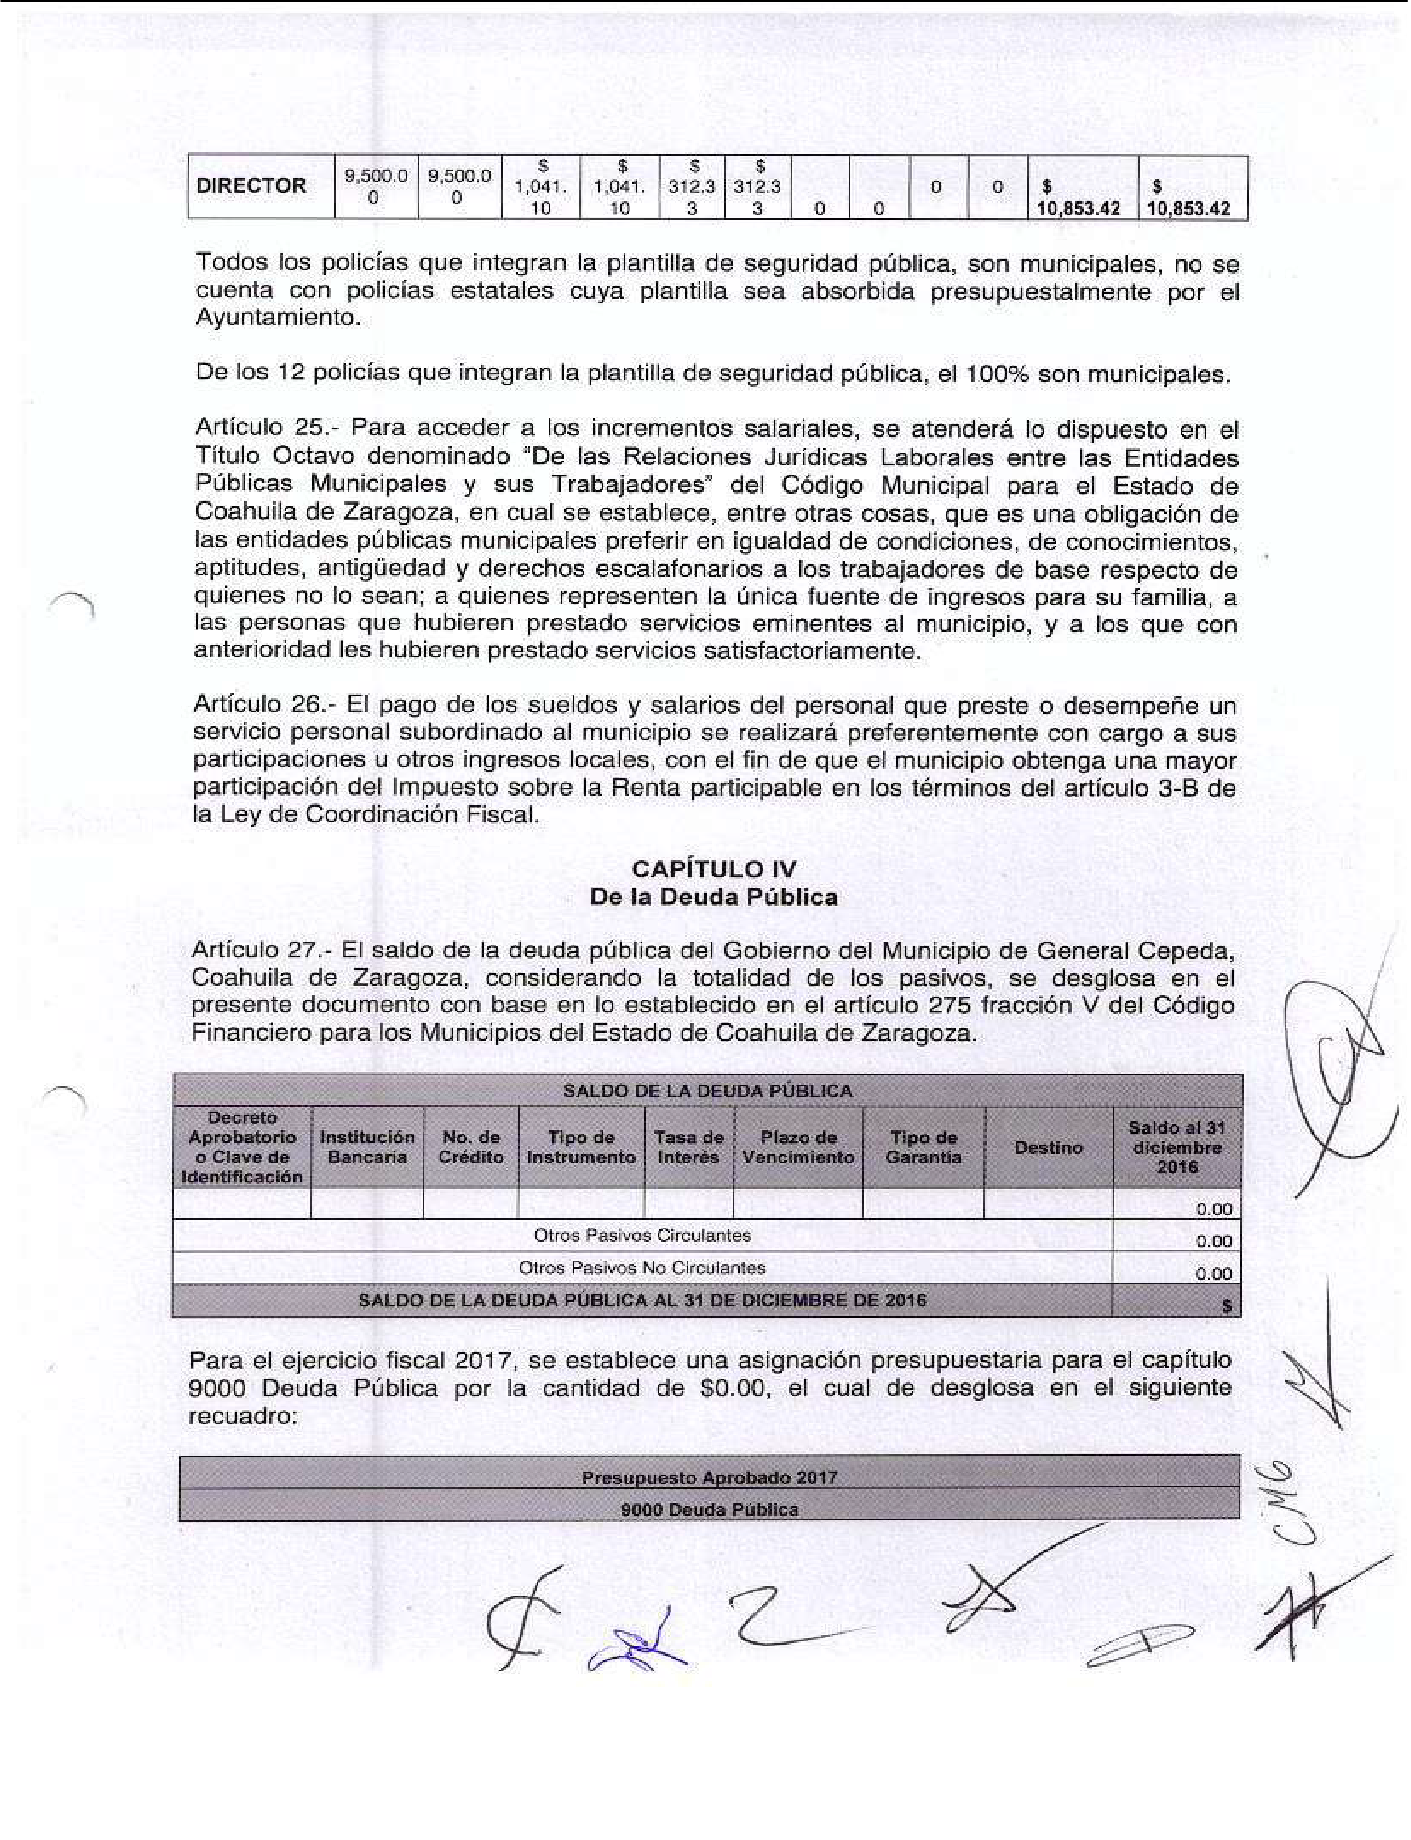 DIRECTOR 9,500.00 9,500.00 $ 1,041.10 $ 1,041.10 $ 312.33 $ 312.33 0 0 0 0 $ 10,853.42 $ 10,853.42
Todos los policías que integran la plantilla de seguridad pública, son municipales, no se
cuenta con policías estatales cuya plantilla sea absorbida presupuestalmente por el
Ayuntamiento.
De los 12 policías que integran la plantilla de seguridad pública, el 100% son municipales.
Artículo 25.- Para acceder a los incrementos salariales, se atenderá lo dispuesto en el
Título Octavo denominado "De las Relaciones Jurídicas Laborales entre las Entidades
Públicas Municipales y sus Trabajadores" del Código Municipal para el Estado de
Coahuila de Zaragoza, en cual se establece, entre otras cosas, que es una obligación de
las entidades públicas municipales preferir en igualdad de condiciones, de conocimientos,
aptitudes, antigüedad y derechos escalafonarios a los trabajadores de base respecto de
quienes no lo sean; a quienes representen la única fuente de ingresos para su familia, a
las personas que hubieren prestado servicios eminentes al municipio, y a los que con
anterioridad les hubieren prestado servicios satisfactoriamente.
Artículo 26.- El pago de los sueldos y salarios del personal que preste o desempeñe un
servicio personal subordinado al municipio se realizará preferentemente con cargo a sus
participaciones u otros ingresos locales, con el fin de que el municipio obtenga una mayor
participación del Impuesto sobre la Renta participable en los términos del artículo 3-B de
la Ley de Coordinación Fiscal.
CAPÍTULO IV
De la Deuda Pública
Artículo 27.- El saldo de la deuda pública del Gobierno del Municipio de General Cepeda,
Coahuila de Zaragoza, considerando la totalidad de los pasivos, se desglosa en el
presente documento con base en lo establecido en el artículo 275 fracción V del Código
Financiero para los Municipios del Estado de Coahuila de Zaragoza.
SALDO DE LA DEUDA PÚBLICA
Decreto Aprobatorio o Clave de Identificación Institución Bancaria No. de Crédito Tipo de Instrumento Tasa de Interés Plazo de Vencimiento Tipo de Garantía Destino Saldo al 31 diciembre 2016
0.00
Otros Pasivos Circulantes 0.00
Otros Pasivos No Circulantes 0.00
SALDO DE LA DEUDA PÚBLICA AL 31 DE DICIEMBRE DE 2016 $
Para el ejercicio fiscal 2017, se establece una asignación presupuestaria para el capítulo
9000 Deuda Pública por la cantidad de $0.00, el cual de desglosa en el siguiente
recuadro:
Presupuesto Aprobado 2017
9000 Deuda Pública